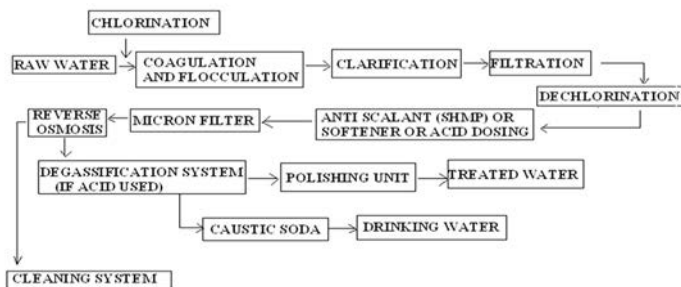 CHLORINATION
RAW WATER
COAGULATION
AND FLOCCULATION
CLARIFICATION
FILTRATION
DECHLORINATION
ANTI SCALANT (SHMP) OR
SOFTENER OR ACID DOSING
MICRON FILTER
REVERSE
OSMOSIS
DEGASSIFICATION SYSTEM
(IF ACID USED)
POLISHING UNIT
TREATED WATER
CAUSTIC SODA
DRINKING WATER
CLEANING SYSTEM